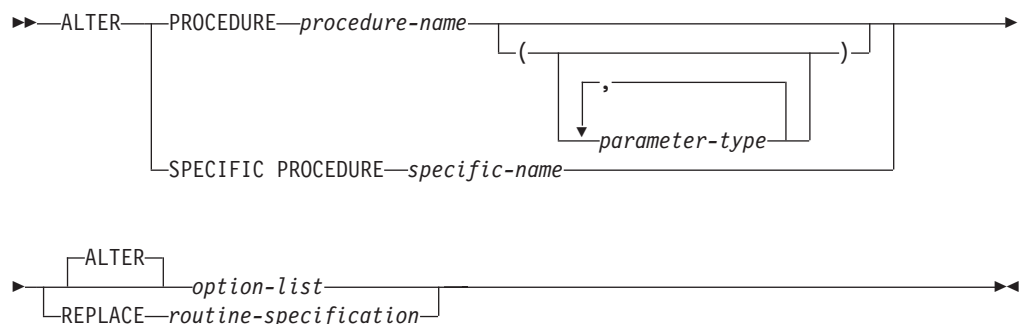 ALTER PROCEDURE procedure-name
( )
,
parameter-type
SPECIFIC PROCEDURE specific-name
ALTER
option-list
REPLACE routine-specification